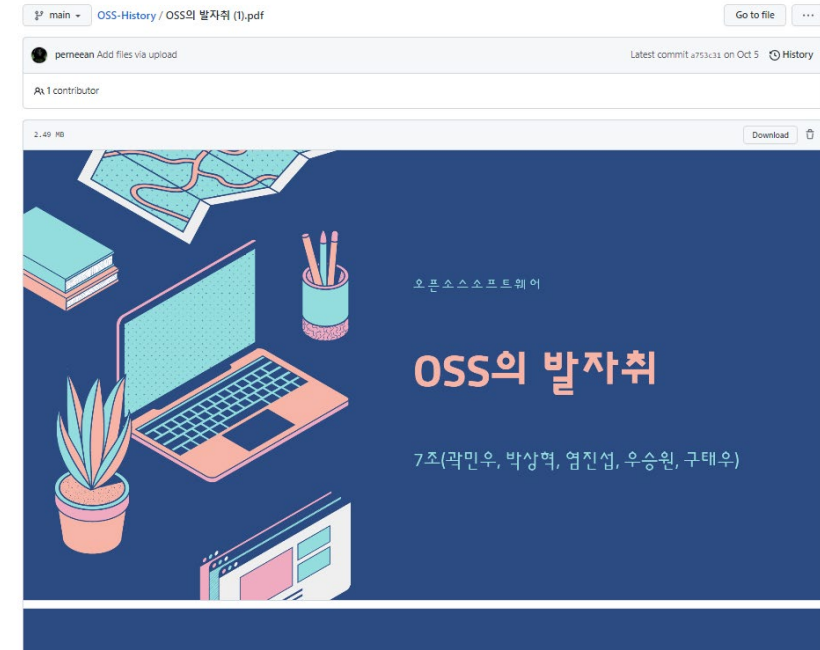 main
OSS-History / OSS의 발자취 (1).pdf
Go to file
...
perneean Add files via upload
Latest commit a753c31 on Oct 5
History
1 contributor
2.49 MB
Download
오픈소스소프트웨어
OSS의 발자취
7조(곽민우, 박상혁, 염진섭, 우승원, 구태우)